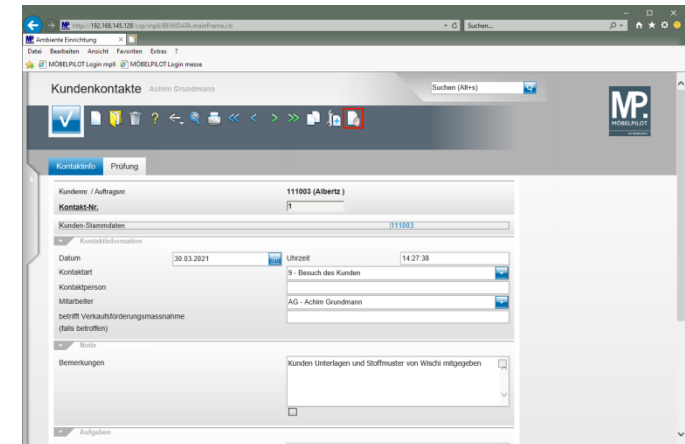 http://192.168.145.128/csp/mp6/BEWIDATA.mainFrame.cls
Suchen...
Ambiente Einrichtung
Datei Bearbeiten Ansicht Favoriten Extras ?
MÖBELPILOT Login mp6 MÖBELPILOT Login messe
Kundenkontakte Achim Grundmann
Suchen (Alt+s)
MP.
MÖBELPILOT
Kontaktinfo Prüfung
Kundennr. / Auftragsnr. 111003 (Albertz )
Kontakt-Nr. 1
Kunden-Stammdaten 111003
Kontaktinformation
Datum 30.03.2021 Uhrzeit 14:27:38
Kontaktart 9 - Besuch des Kunden
Kontaktperson
Mitarbeiter AG - Achim Grundmann
betrifft Verkaufsförderungsmassnahme
(falls betroffen)
Notiz
Bemerkungen Kunden Unterlagen und Stoffmuster von Wischi mitgegeben
Aufgaben